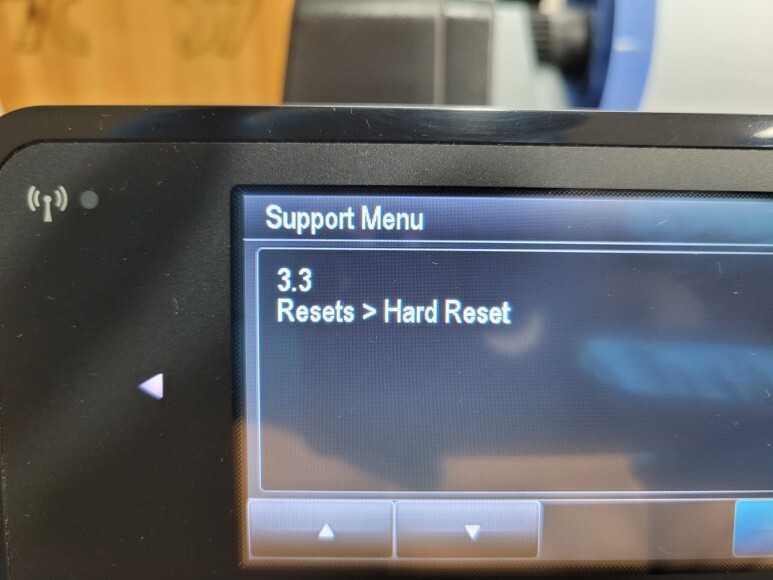 Support Menu
3.3
Resets > Hard Reset